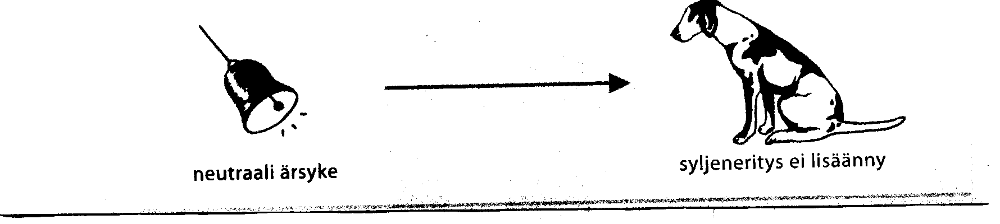 neutraali ärsyke
syljeneritys ei lisäänny